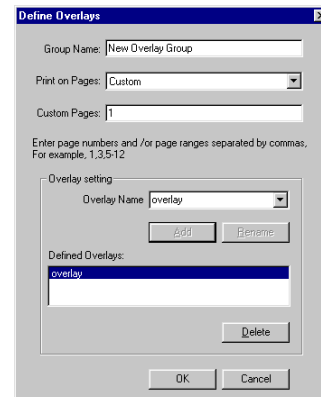 Define Overlays
Group Name: New Overlay Group
Print on Pages: Custom
Custom Pages: 1
Enter page numbers and /or page ranges separated by commas,
For example, 1,3,5-12
Overlay setting
Overlay Name overlay
Add Rename
Defined Overlays:
overlay
Delete
OK Cancel